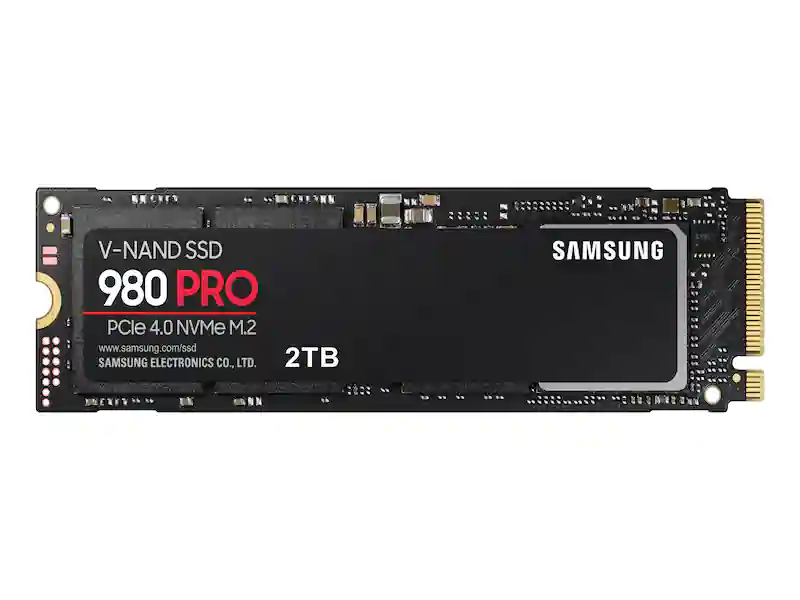 V-NAND SSD
SAMSUNG
980 PRO
PCIe 4.0 NVMe M.2
www.samsung.com/ssd
SAMSUNG ELECTRONICS CO., LTD.
2TB